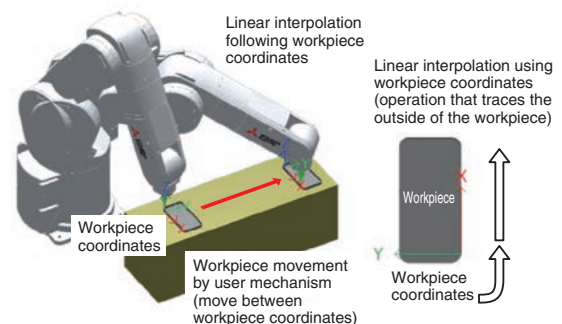 Linear interpolation
following workpiece
coordinates
Linear interpolation using
workpiece coordinates
(operation that traces the
outside of the workpiece)
Workpiece
X
Y
Workpiece
coordinates
Workpiece
coordinates
Workpiece movement
by user mechanism
(move between
workpiece coordinates)